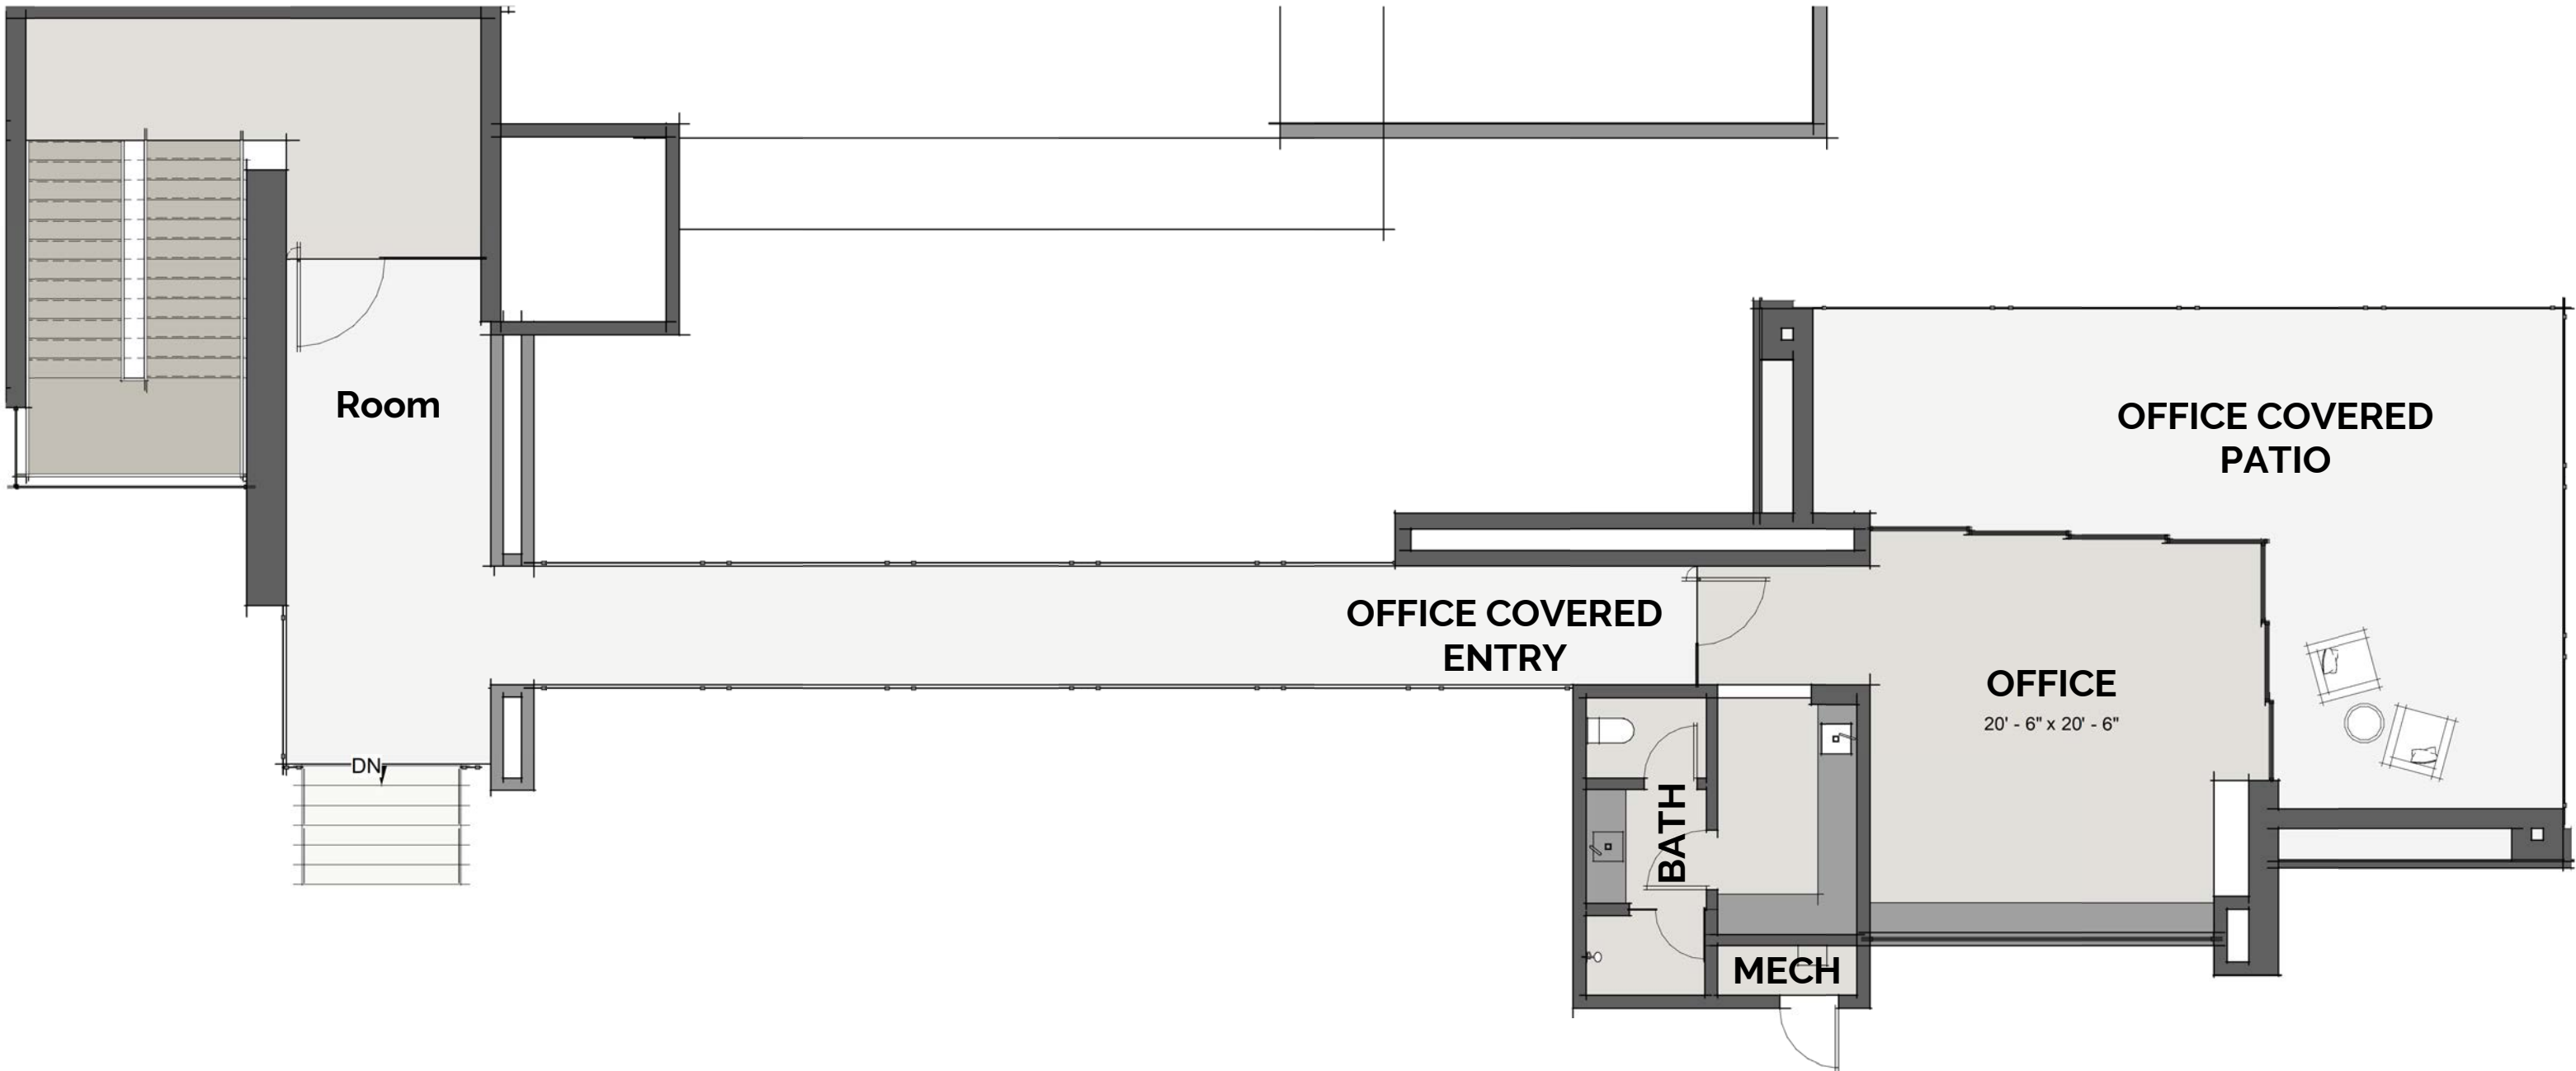 Room
OFFICE COVERED
PATIO
OFFICE COVERED
ENTRY
OFFICE
20' - 6" x 20' - 6"
DN
BATH
MECH